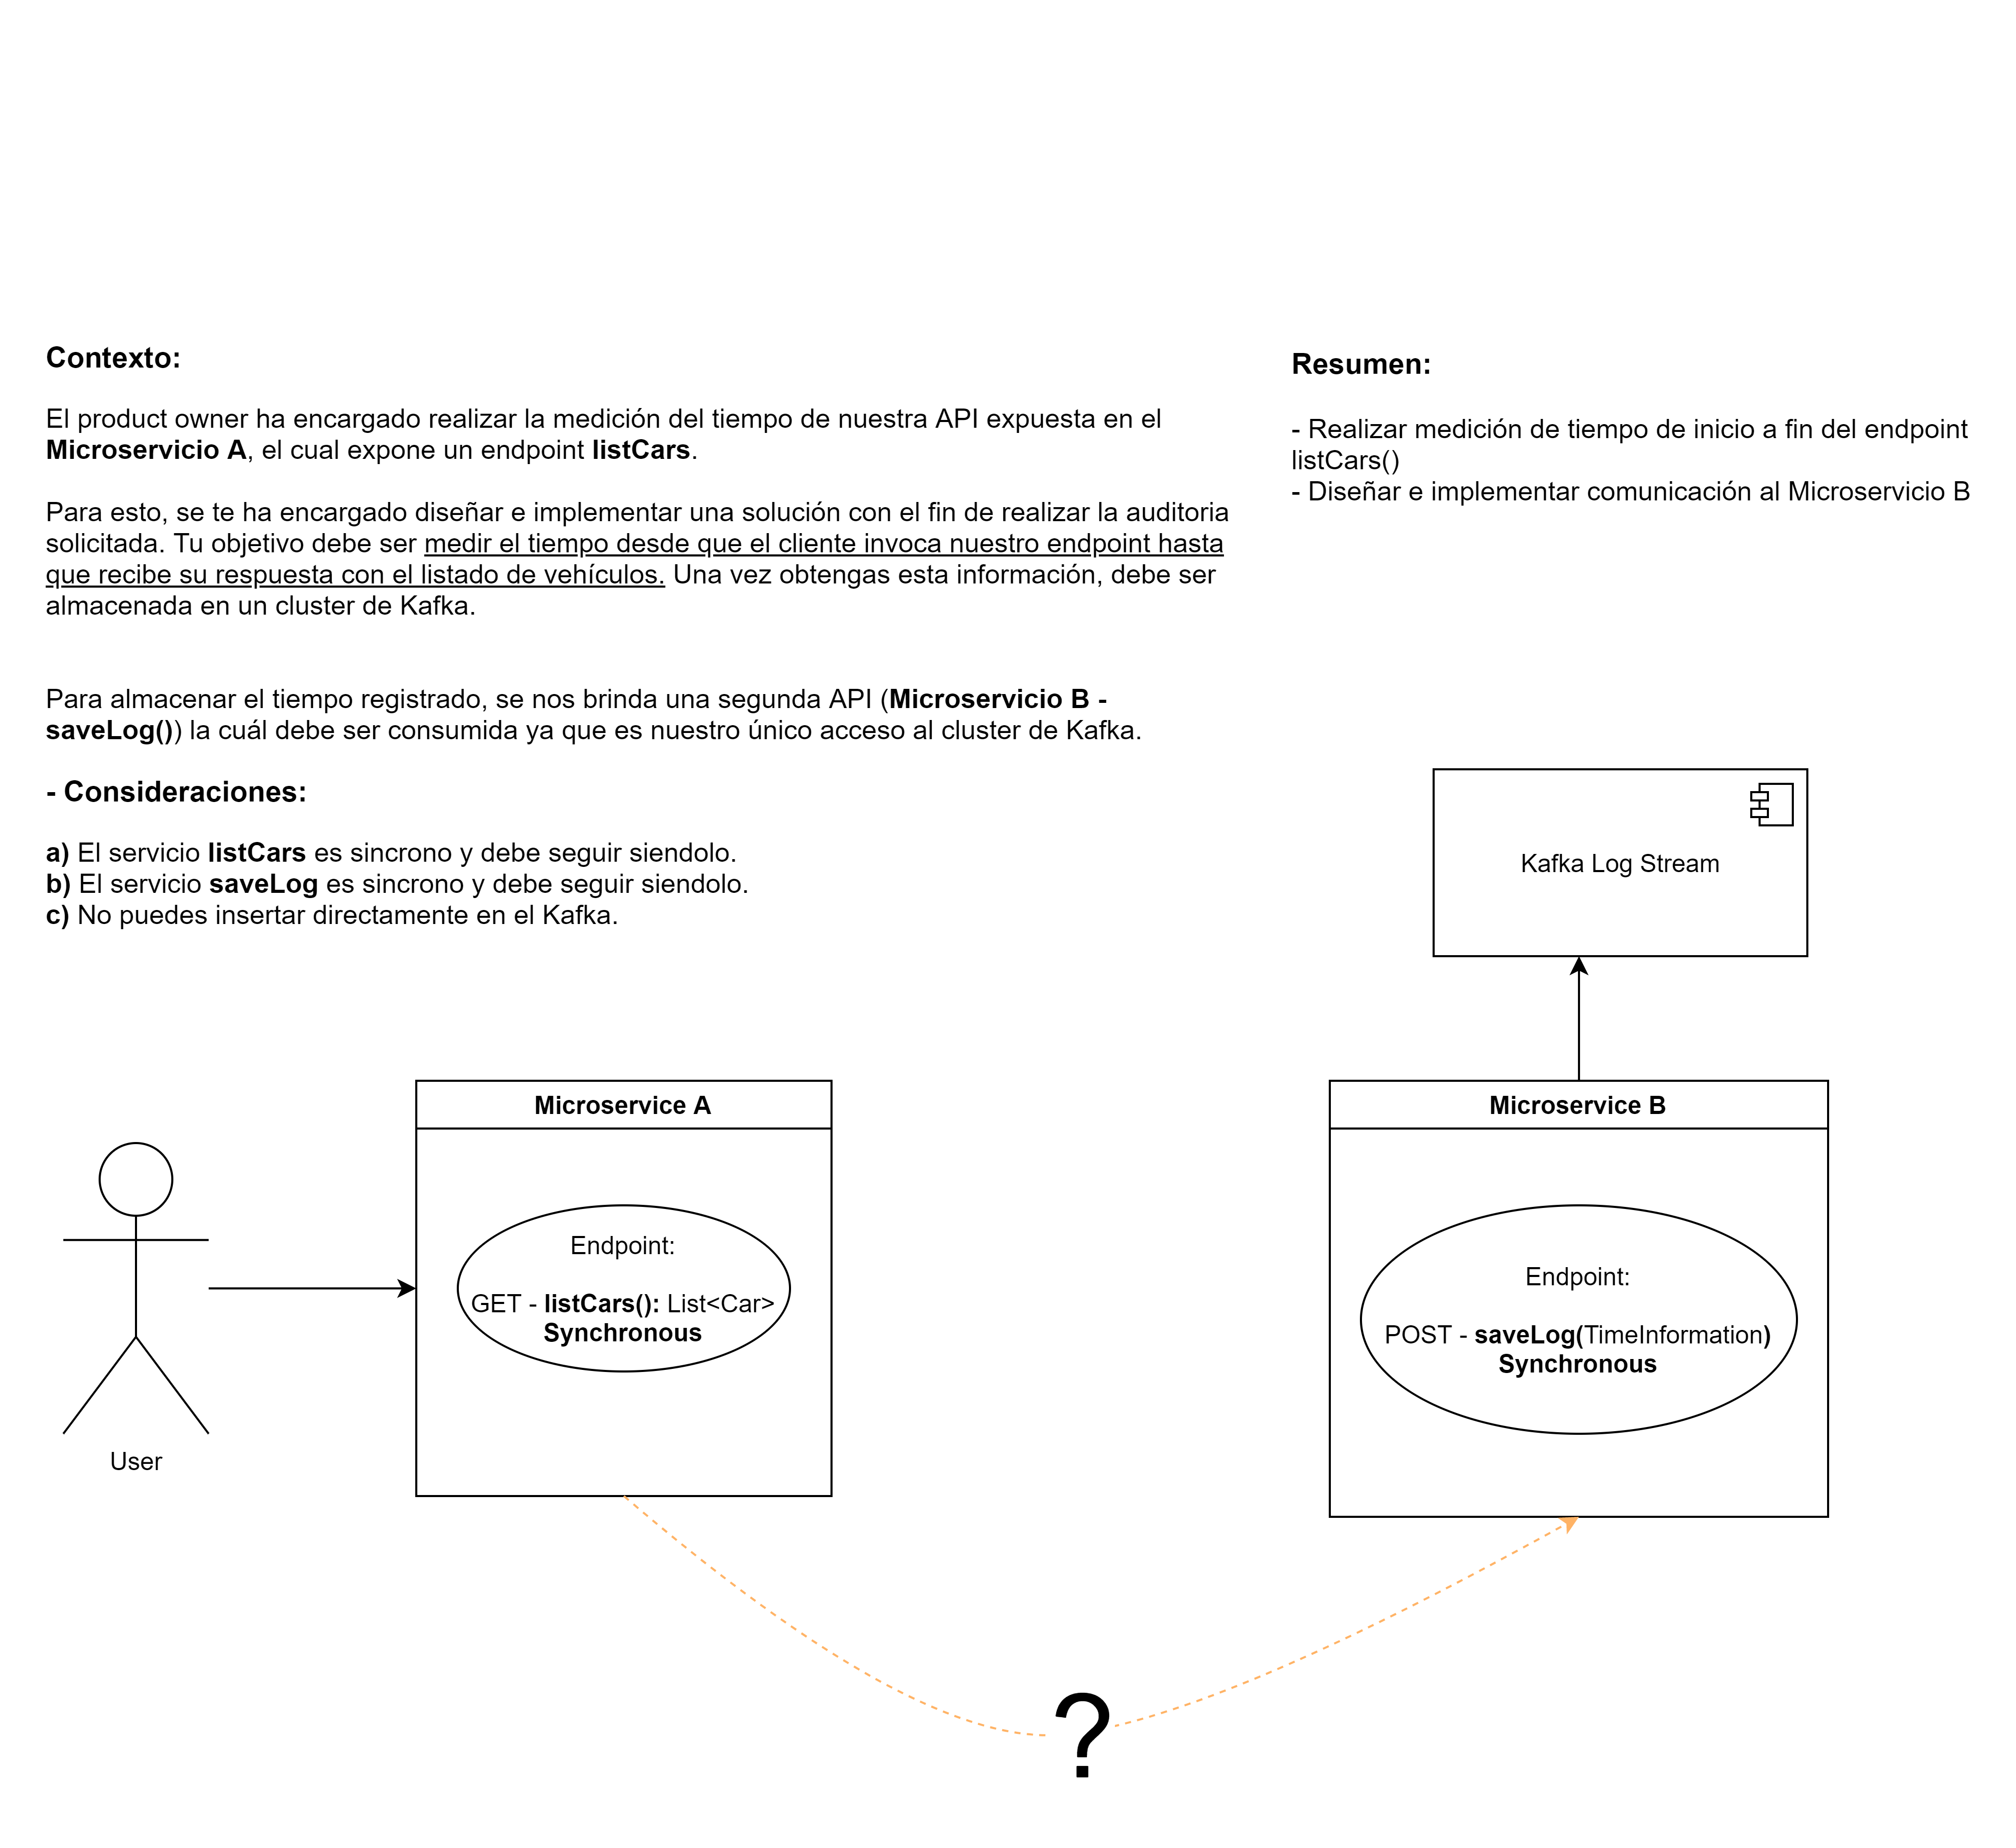 Contexto:
El product owner ha encargado realizar la medición del tiempo de nuestra API expuesta en el
Microservicio A, el cual expone un endpoint listCars.
Para esto, se te ha encargado diseñar e implementar una solución con el fin de realizar la auditoria
solicitada. Tu objetivo debe ser medir el tiempo desde que el cliente invoca nuestro endpoint hasta
que recibe su respuesta con el listado de vehículos. Una vez obtengas esta información, debe ser
almacenada en un cluster de Kafka.
Para almacenar el tiempo registrado, se nos brinda una segunda API (Microservicio B -
saveLog()) la cuál debe ser consumida ya que es nuestro único acceso al cluster de Kafka.
- Consideraciones:
a) El servicio listCars es sincrono y debe seguir siendolo.
b) El servicio saveLog es sincrono y debe seguir siendolo.
c) No puedes insertar directamente en el Kafka.
Resumen:
- Realizar medición de tiempo de inicio a fin del endpoint
listCars()
- Diseñar e implementar comunicación al Microservicio B
Kafka Log Stream
Microservice A
Endpoint:
GET - listCars(): List<Car>
Synchronous
Microservice B
Endpoint:
POST - saveLog(TimeInformation)
Synchronous
User
?